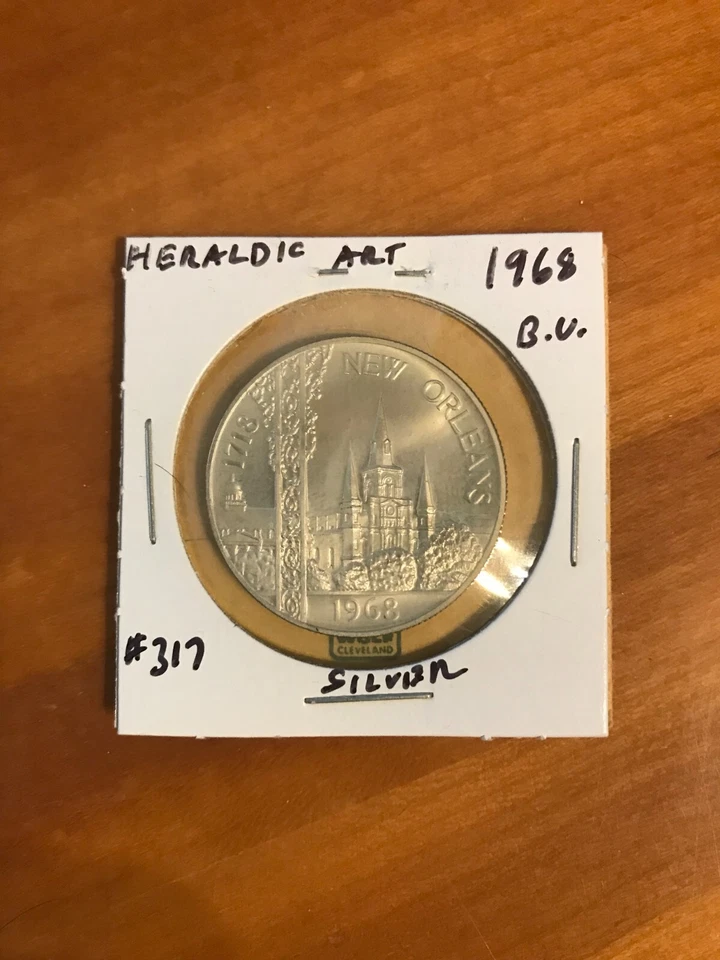 HERALDIC ART 1968
B.U.
NEW ORLEANS
1718
1968
CLEVELAND
#317
SILVER